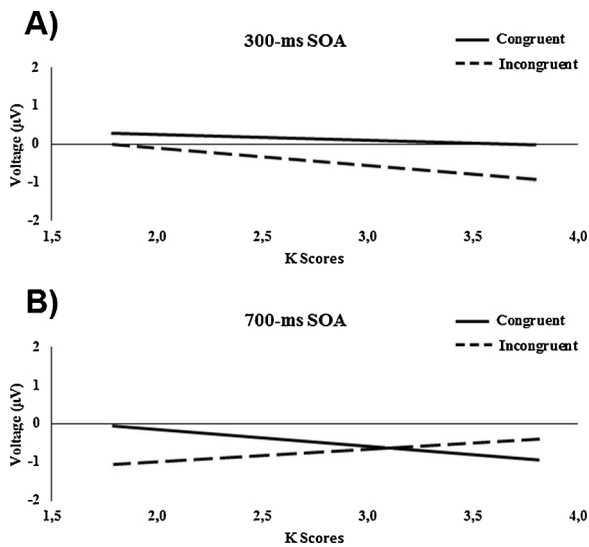 A)
300-ms SOA
Congruent
Incongruent
Voltage (µV)
2
1
0
-1
-2
1,5 2,0 2,5 3,0 3,5 4,0
K Scores
B)
700-ms SOA
Congruent
Incongruent
Voltage (µV)
2
1
0
-1
-2
1,5 2,0 2,5 3,0 3,5 4,0
K Scores